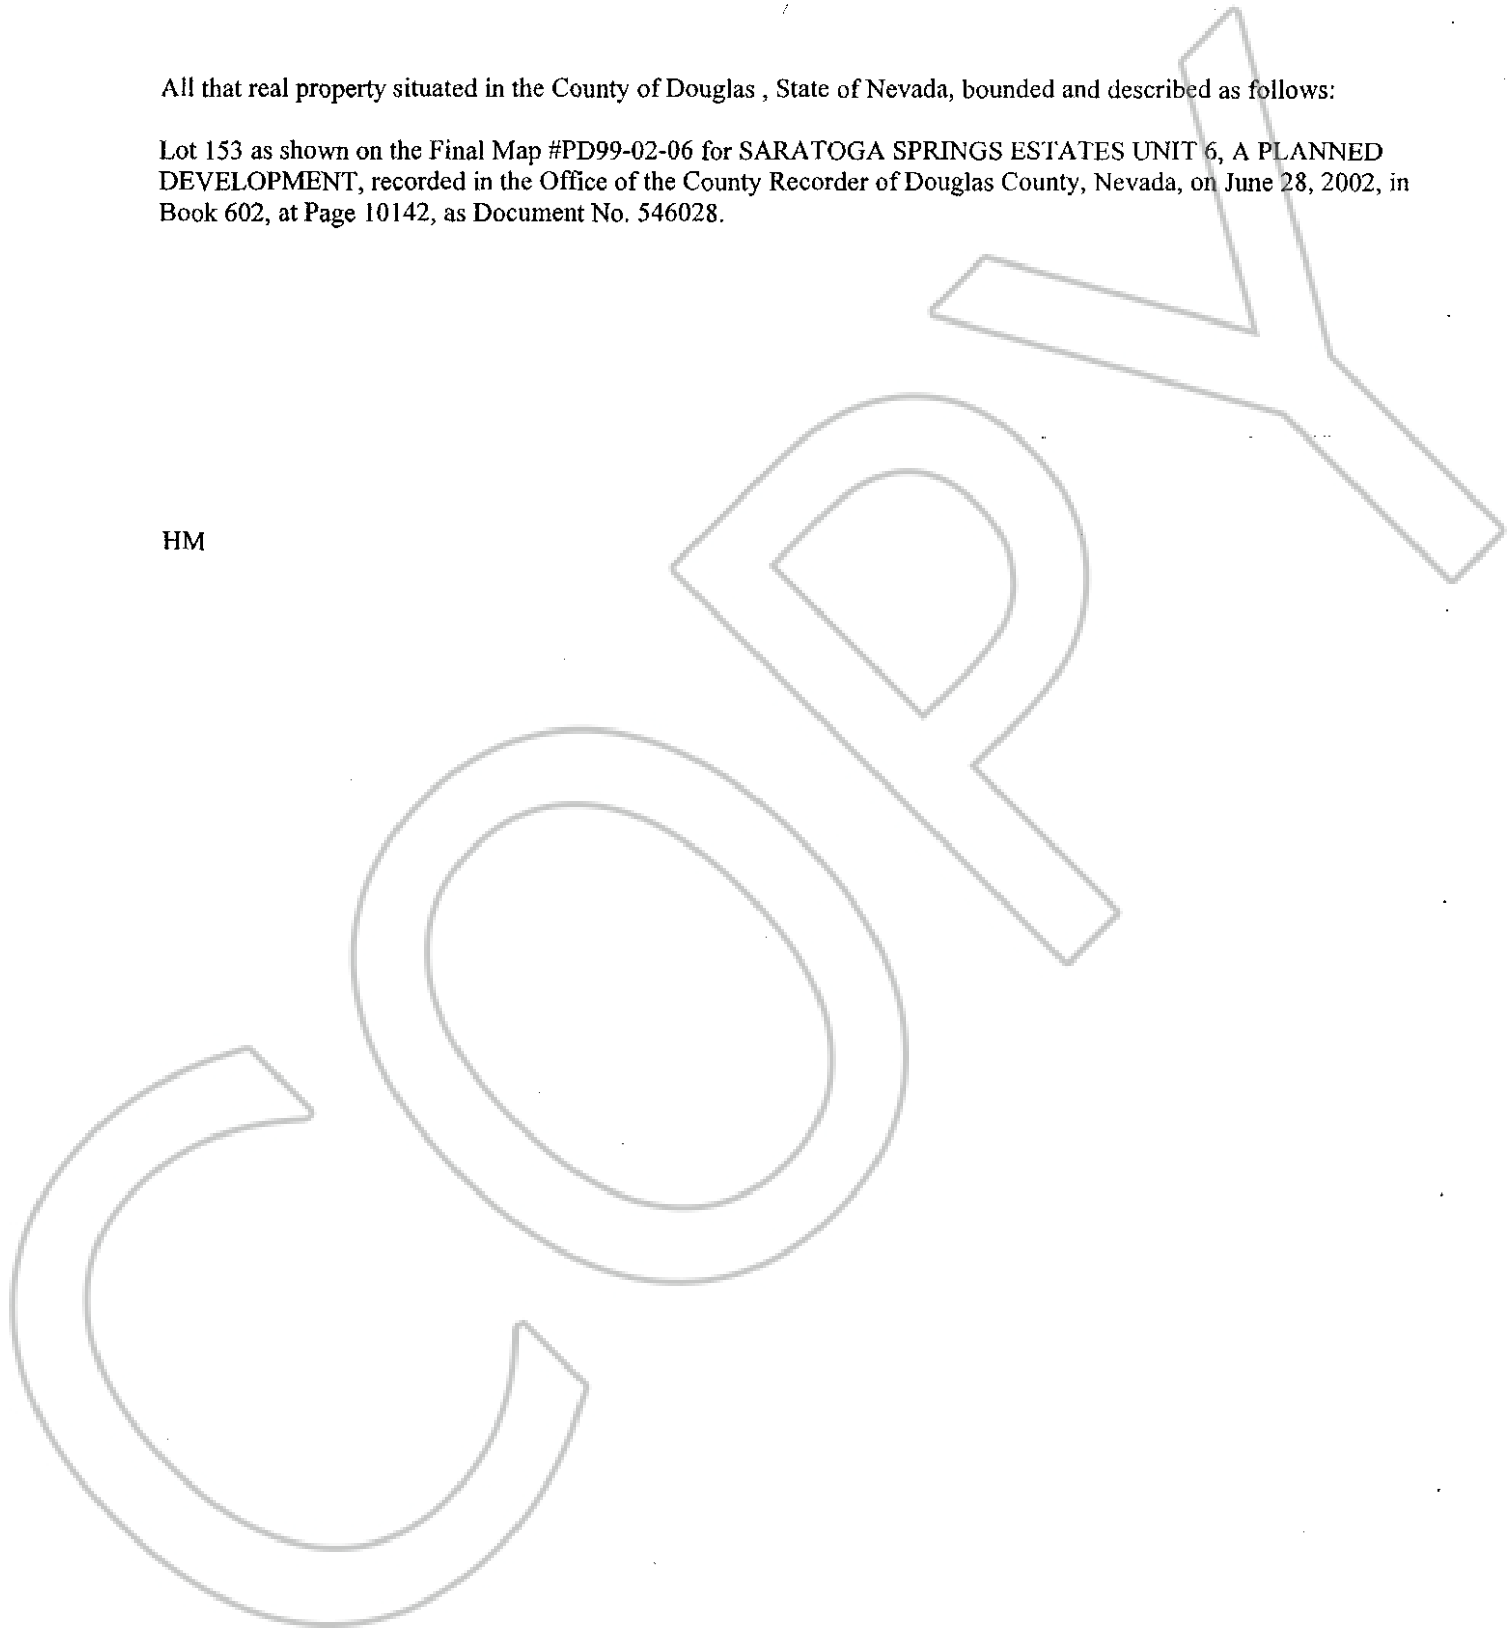 All that real property situated in the County of Douglas , State of Nevada, bounded and described as follows:
Lot 153 as shown on the Final Map #PD99-02-06 for SARATOGA SPRINGS ESTATES UNIT 6, A PLANNED
DEVELOPMENT, recorded in the Office of the County Recorder of Douglas County, Nevada, on June 28, 2002, in
Book 602, at Page 10142, as Document No. 546028.
HM
COPY